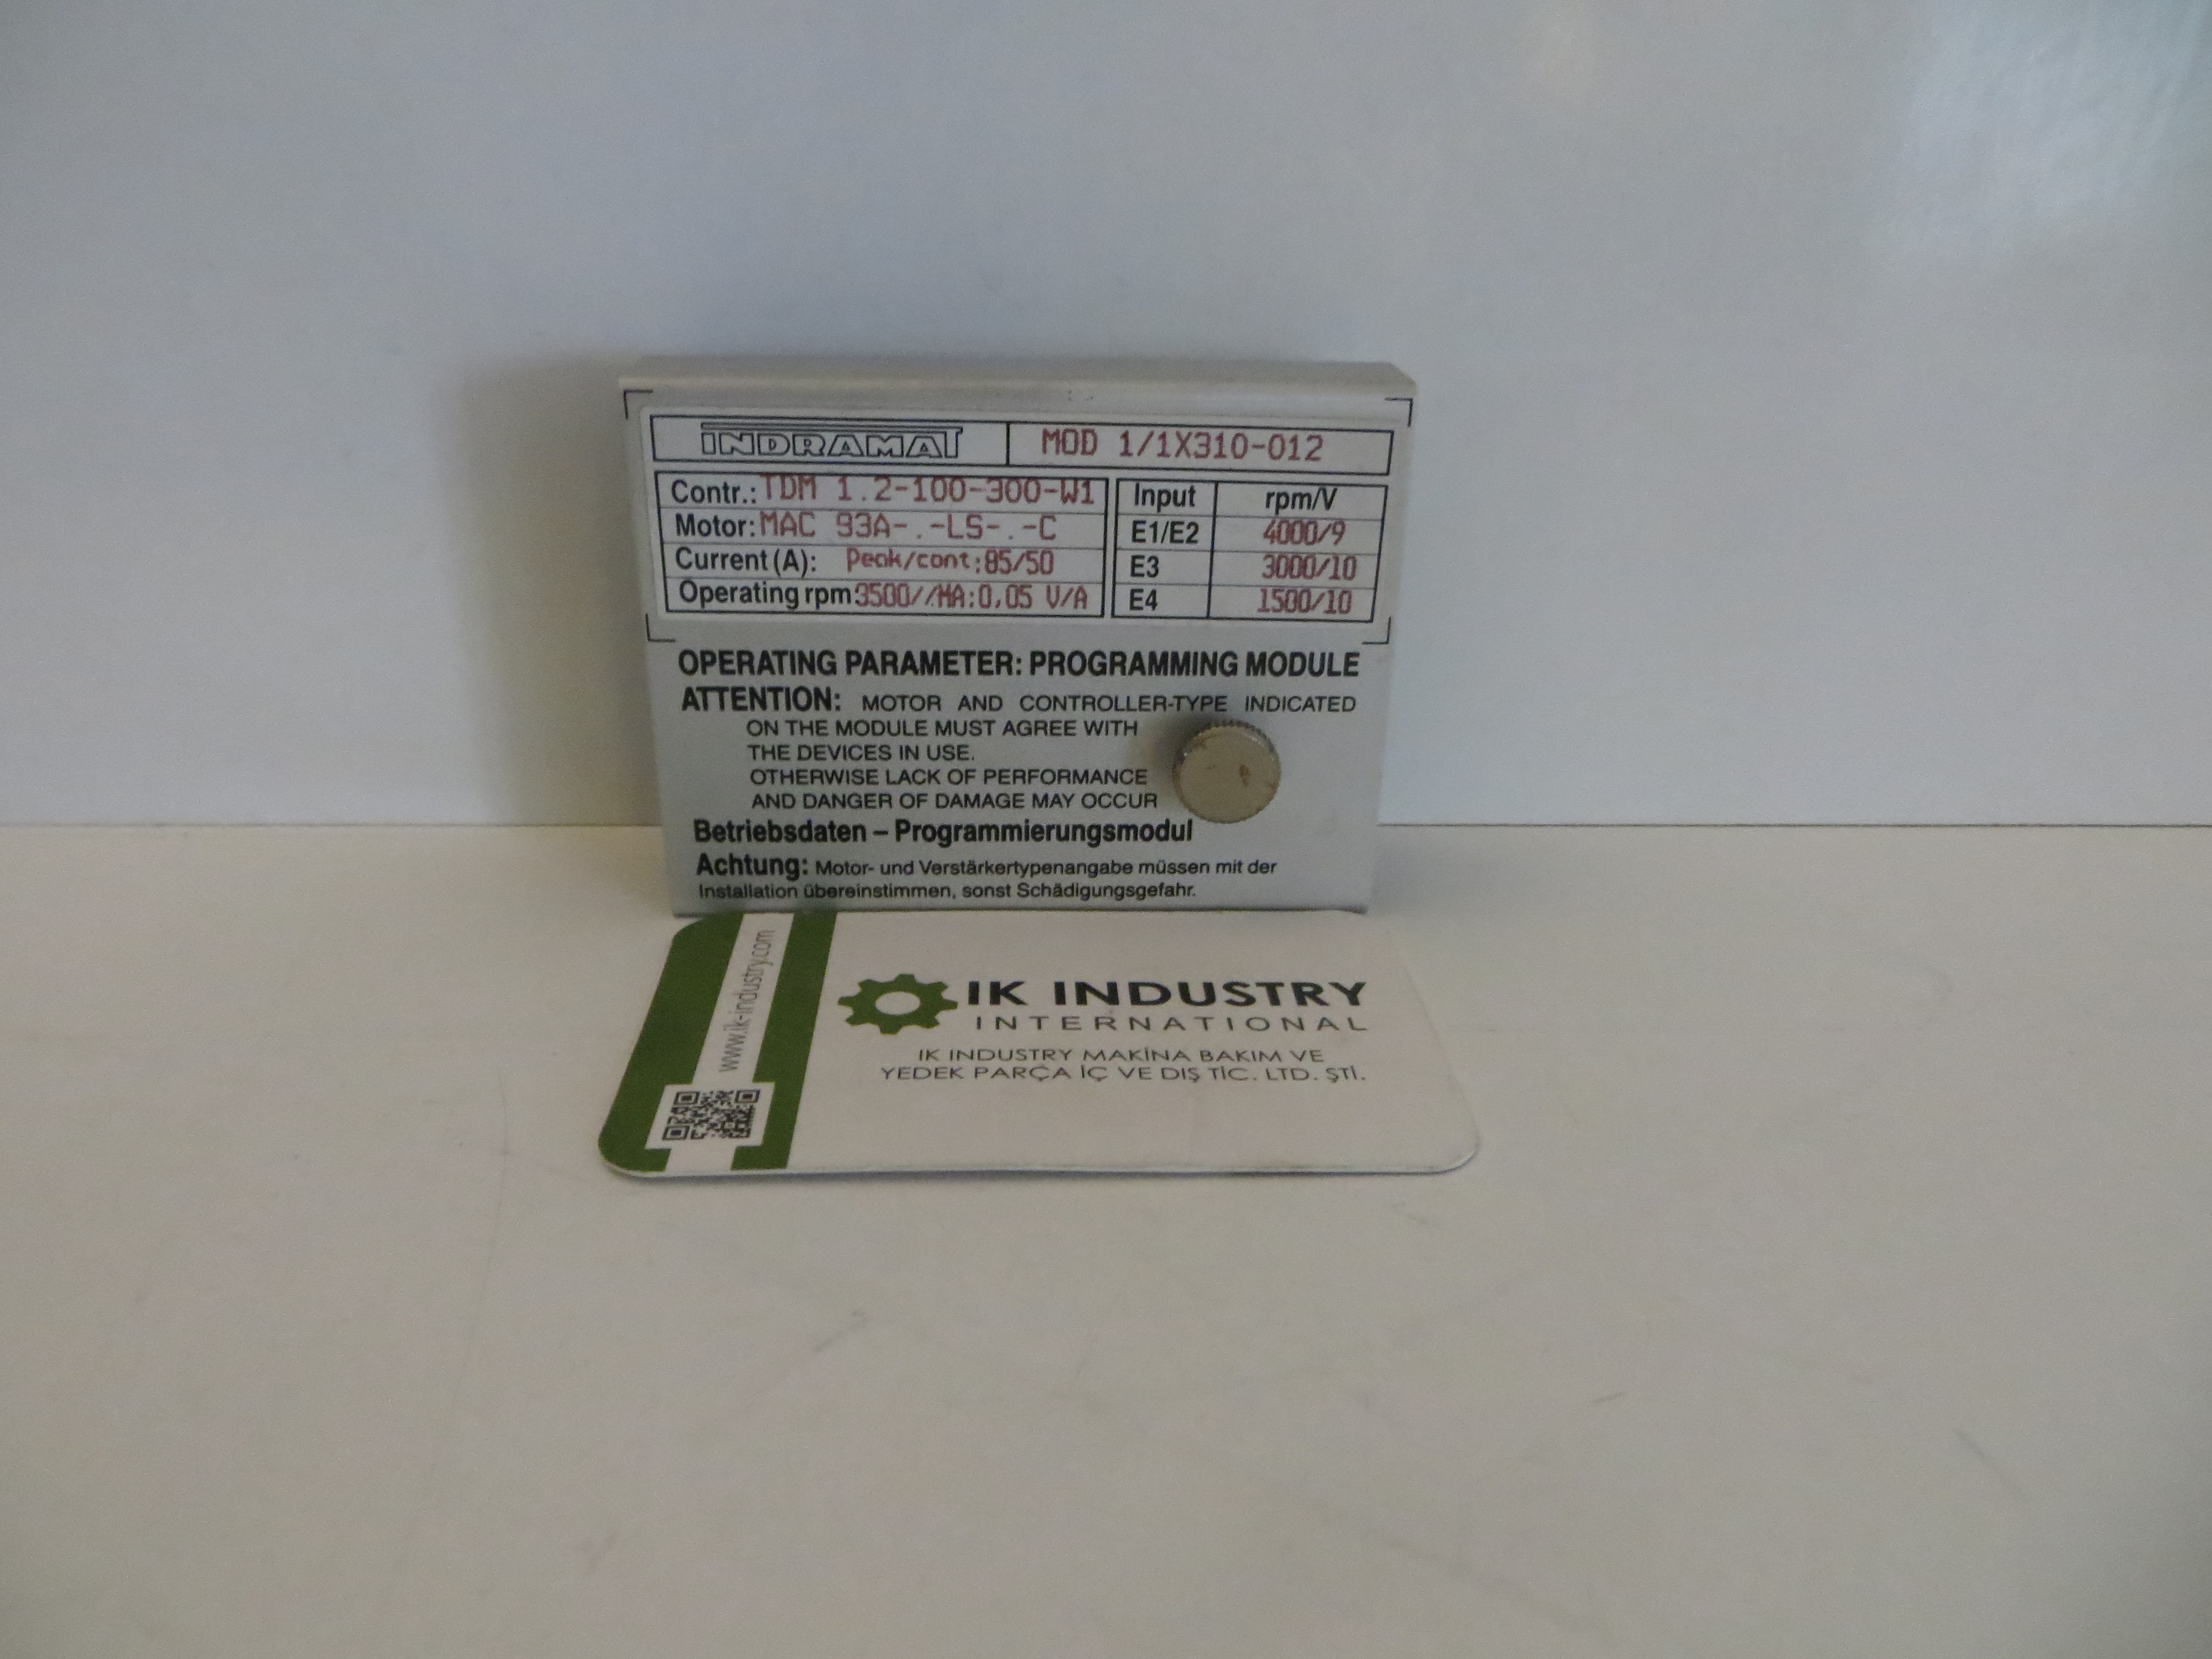 INDRAMAT MOD 1/1X310-012
Contr.: TDM 1.2-100-300-W1
Motor: MAC 93A-.-LS-.-C
Current (A): Peak/cont:85/50
Operating rpm:3500//MA:0,05 V/A
Input rpm/V
E1/E2 4000/9
E3 3000/10
E4 1500/10
OPERATING PARAMETER: PROGRAMMING MODULE
ATTENTION: MOTOR AND CONTROLLER-TYPE INDICATED
ON THE MODULE MUST AGREE WITH
THE DEVICES IN USE.
OTHERWISE LACK OF PERFORMANCE
AND DANGER OF DAMAGE MAY OCCUR
Betriebsdaten – Programmierungsmodul
Achtung: Motor- und Verstärkertypenangabe müssen mit der
Installation übereinstimmen, sonst Schädigungsgefahr.
www.ik-industry.com
IK INDUSTRY
INTERNATIONAL
IK INDUSTRY MAKİNA BAKIM VE
YEDEK PARÇA İÇ VE DIŞ TİC. LTD. ŞTİ.